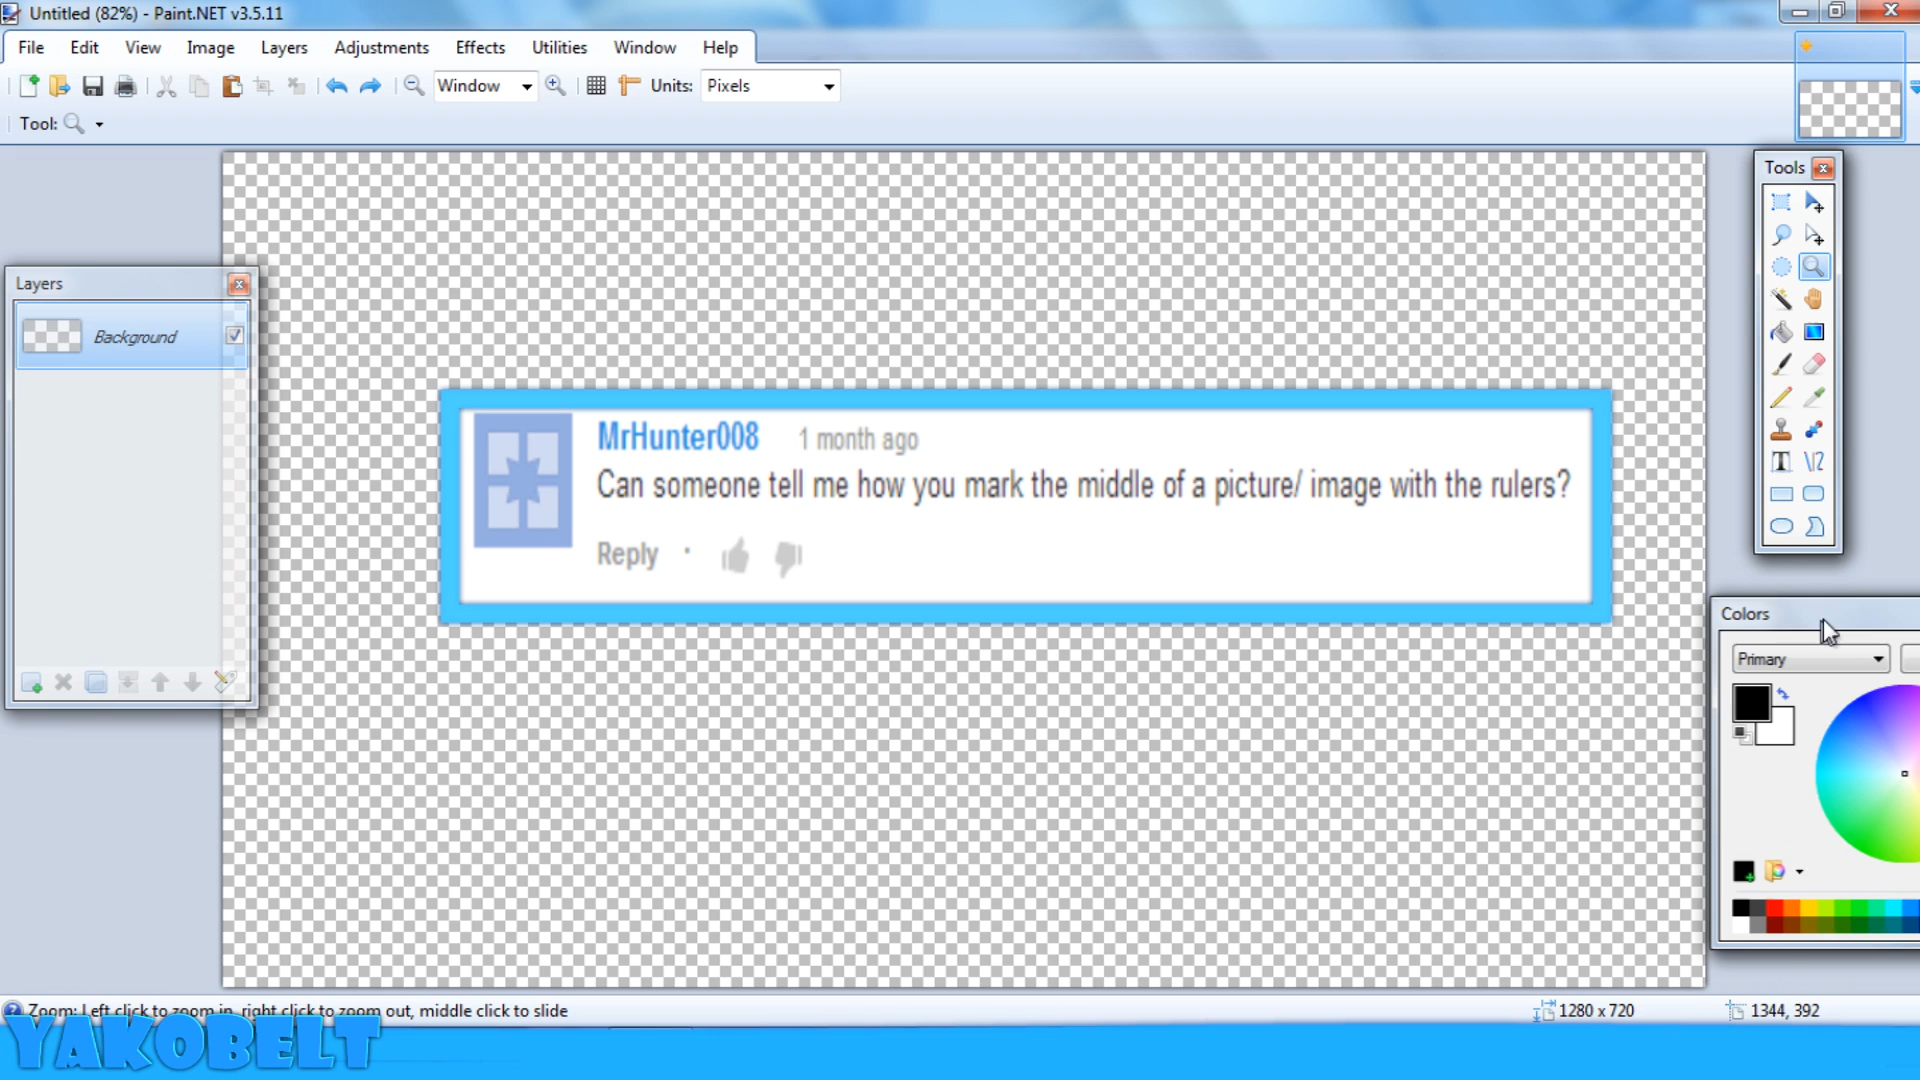 Untitled (82%) - Paint.NET v3.5.11
File Edit View Image Layers Adjustments Effects Utilities Window Help
Window Units: Pixels
Tool:
Tools
Layers
Background
MrHunter008 1 month ago
Can someone tell me how you mark the middle of a picture/ image with the rulers?
Reply ·
Colors
Primary
Zoom: Left click to zoom in, right click to zoom out, middle click to slide
1280 x 720
1344, 392
YAKOBELT